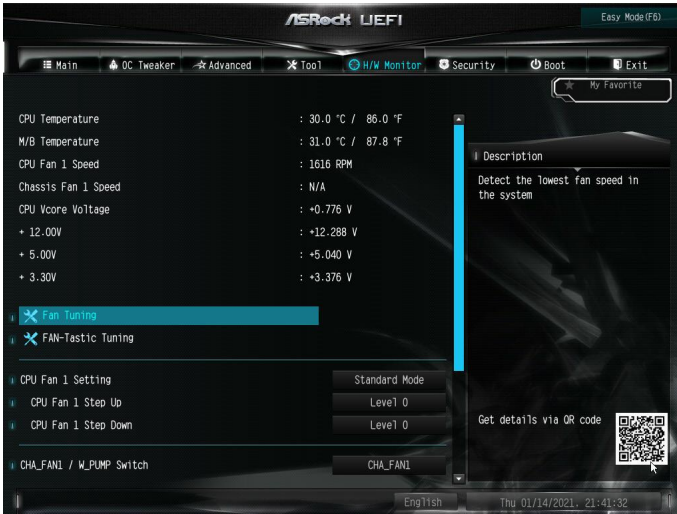 ASRock UEFI
Easy Mode(F6)
Main OC Tweaker Advanced Tool H/W Monitor Security Boot Exit
My Favorite
CPU Temperature : 30.0 °C / 86.0 °F
M/B Temperature : 31.0 °C / 87.8 °F
CPU Fan 1 Speed : 1616 RPM
Chassis Fan 1 Speed : N/A
CPU Vcore Voltage : +0.776 V
+ 12.00V : +12.288 V
+ 5.00V : +5.040 V
+ 3.30V : +3.376 V
Fan Tuning
FAN-Tastic Tuning
CPU Fan 1 Setting Standard Mode
CPU Fan 1 Step Up Level 0
CPU Fan 1 Step Down Level 0
CHA_FAN1 / W_PUMP Switch CHA_FAN1
Description
Detect the lowest fan speed in
the system
Get details via QR code
English
Thu 01/14/2021. 21:41:32